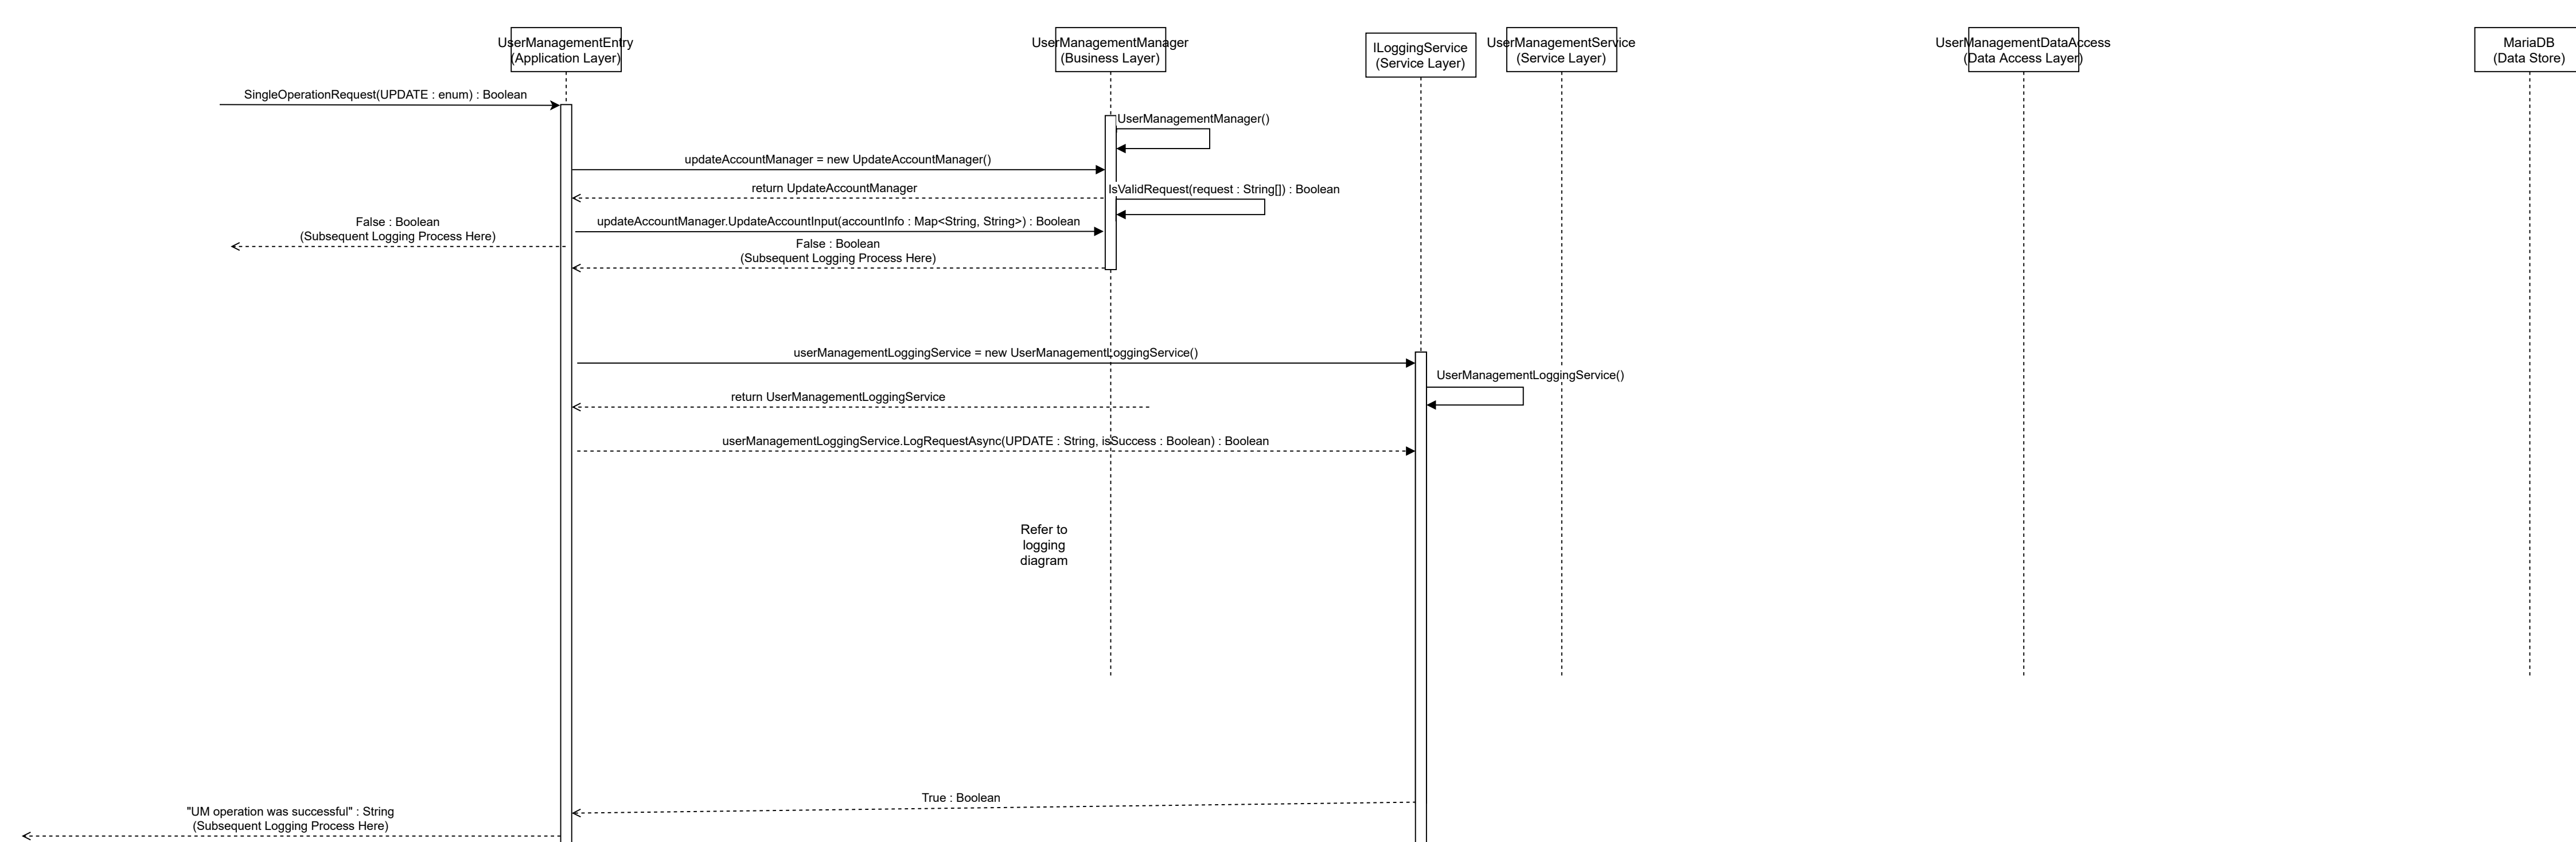 UserManagementEntry
(Application Layer)
UserManagementManager
(Business Layer)
ILoggingService
(Service Layer)
UserManagementService
(Service Layer)
UserManagementDataAccess
(Data Access Layer)
MariaDB
(Data Store)
SingleOperationRequest(UPDATE : enum) : Boolean
UserManagementManager()
updateAccountManager = new UpdateAccountManager()
return UpdateAccountManager
IsValidRequest(request : String[]) : Boolean
False : Boolean
(Subsequent Logging Process Here)
updateAccountManager.UpdateAccountInput(accountInfo : Map<String, String>) : Boolean
False : Boolean
(Subsequent Logging Process Here)
userManagementLoggingService = new UserManagementLoggingService()
UserManagementLoggingService()
return UserManagementLoggingService
userManagementLoggingService.LogRequestAsync(UPDATE : String, isSuccess : Boolean) : Boolean
Refer to
logging
diagram
True : Boolean
"UM operation was successful" : String
(Subsequent Logging Process Here)